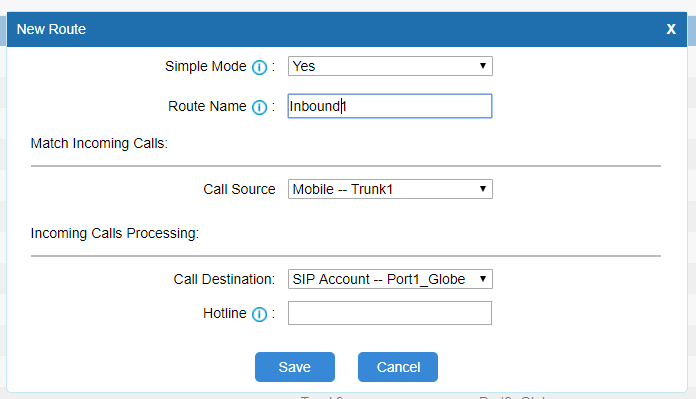 New Route X
Simple Mode i : Yes
Route Name i : Inbound1
Match Incoming Calls:
Call Source Mobile -- Trunk1
Incoming Calls Processing:
Call Destination: SIP Account -- Port1_Globe
Hotline i :
Save Cancel